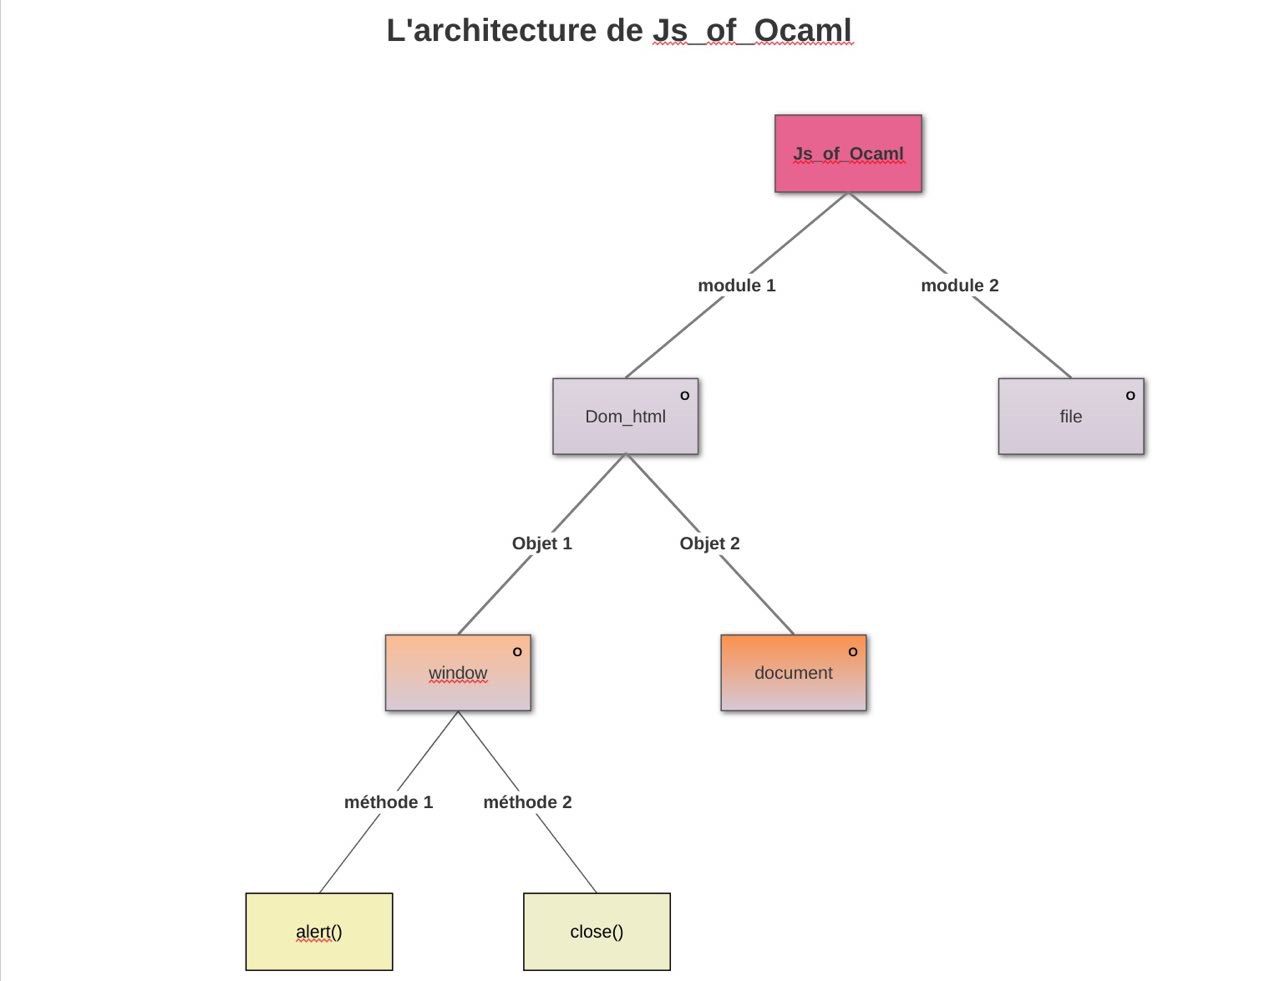 L'architecture de Js_of_Ocaml
Js_of_Ocaml
module 1
module 2
Dom_html
O
file
O
Objet 1
Objet 2
window
O
document
O
méthode 1
méthode 2
alert()
close()